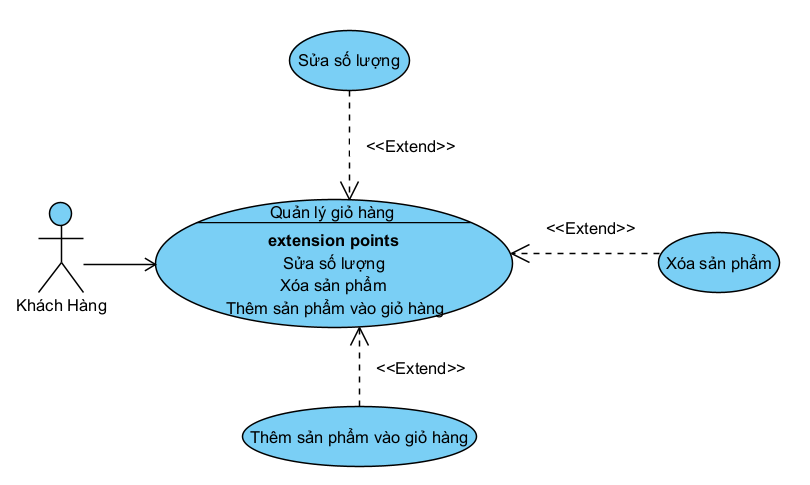 Sửa số lượng
<<Extend>>
Quản lý giỏ hàng
extension points
Sửa số lượng
Xóa sản phẩm
Thêm sản phẩm vào giỏ hàng
<<Extend>>
Xóa sản phẩm
Khách Hàng
<<Extend>>
Thêm sản phẩm vào giỏ hàng